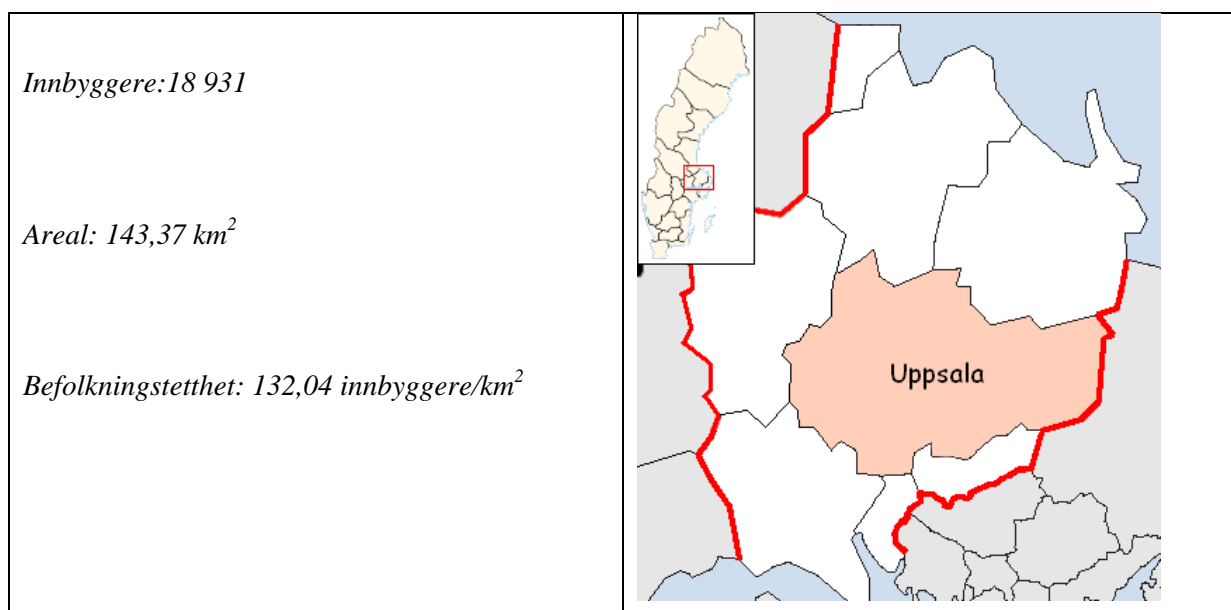 Innbyggere:18 931
Areal: 143,37 km²
Befolkningstetthet: 132,04 innbyggere/km²
Uppsala